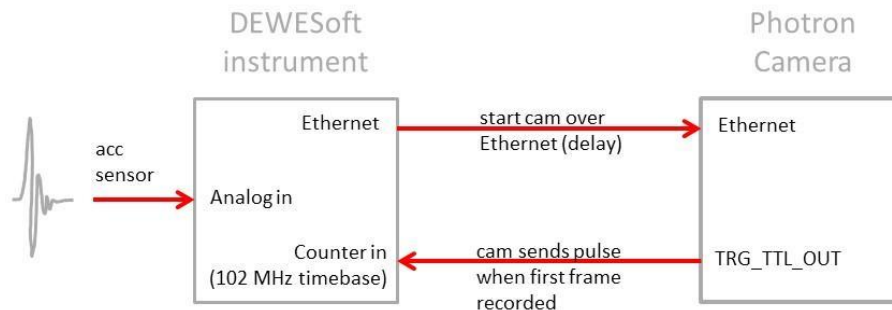 DEWESoft
instrument
Photron
Camera
Ethernet
start cam over
Ethernet (delay)
Ethernet
acc
sensor
Analog in
Counter in
(102 MHz timebase)
cam sends pulse
when first frame
recorded
TRG_TTL_OUT